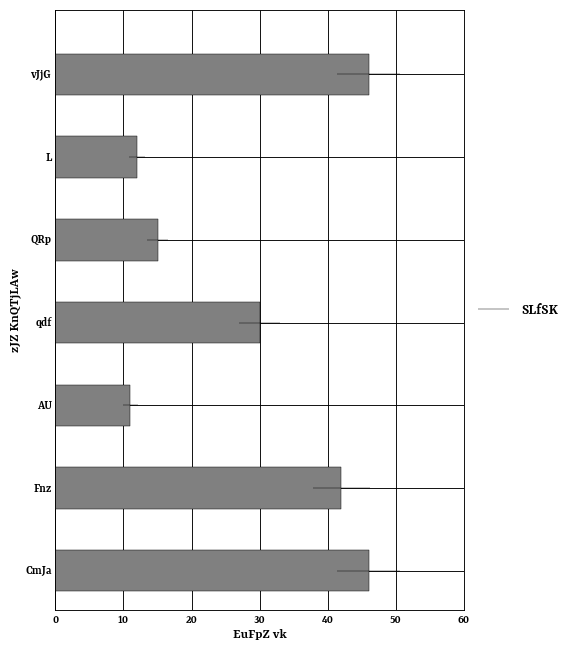 vJjG
L
QRp
qdf
AU
Fnz
CmJa
zJZ KnQTjLAw
0 10 20 30 40 50 60
EuFpZ vk
SLfSK